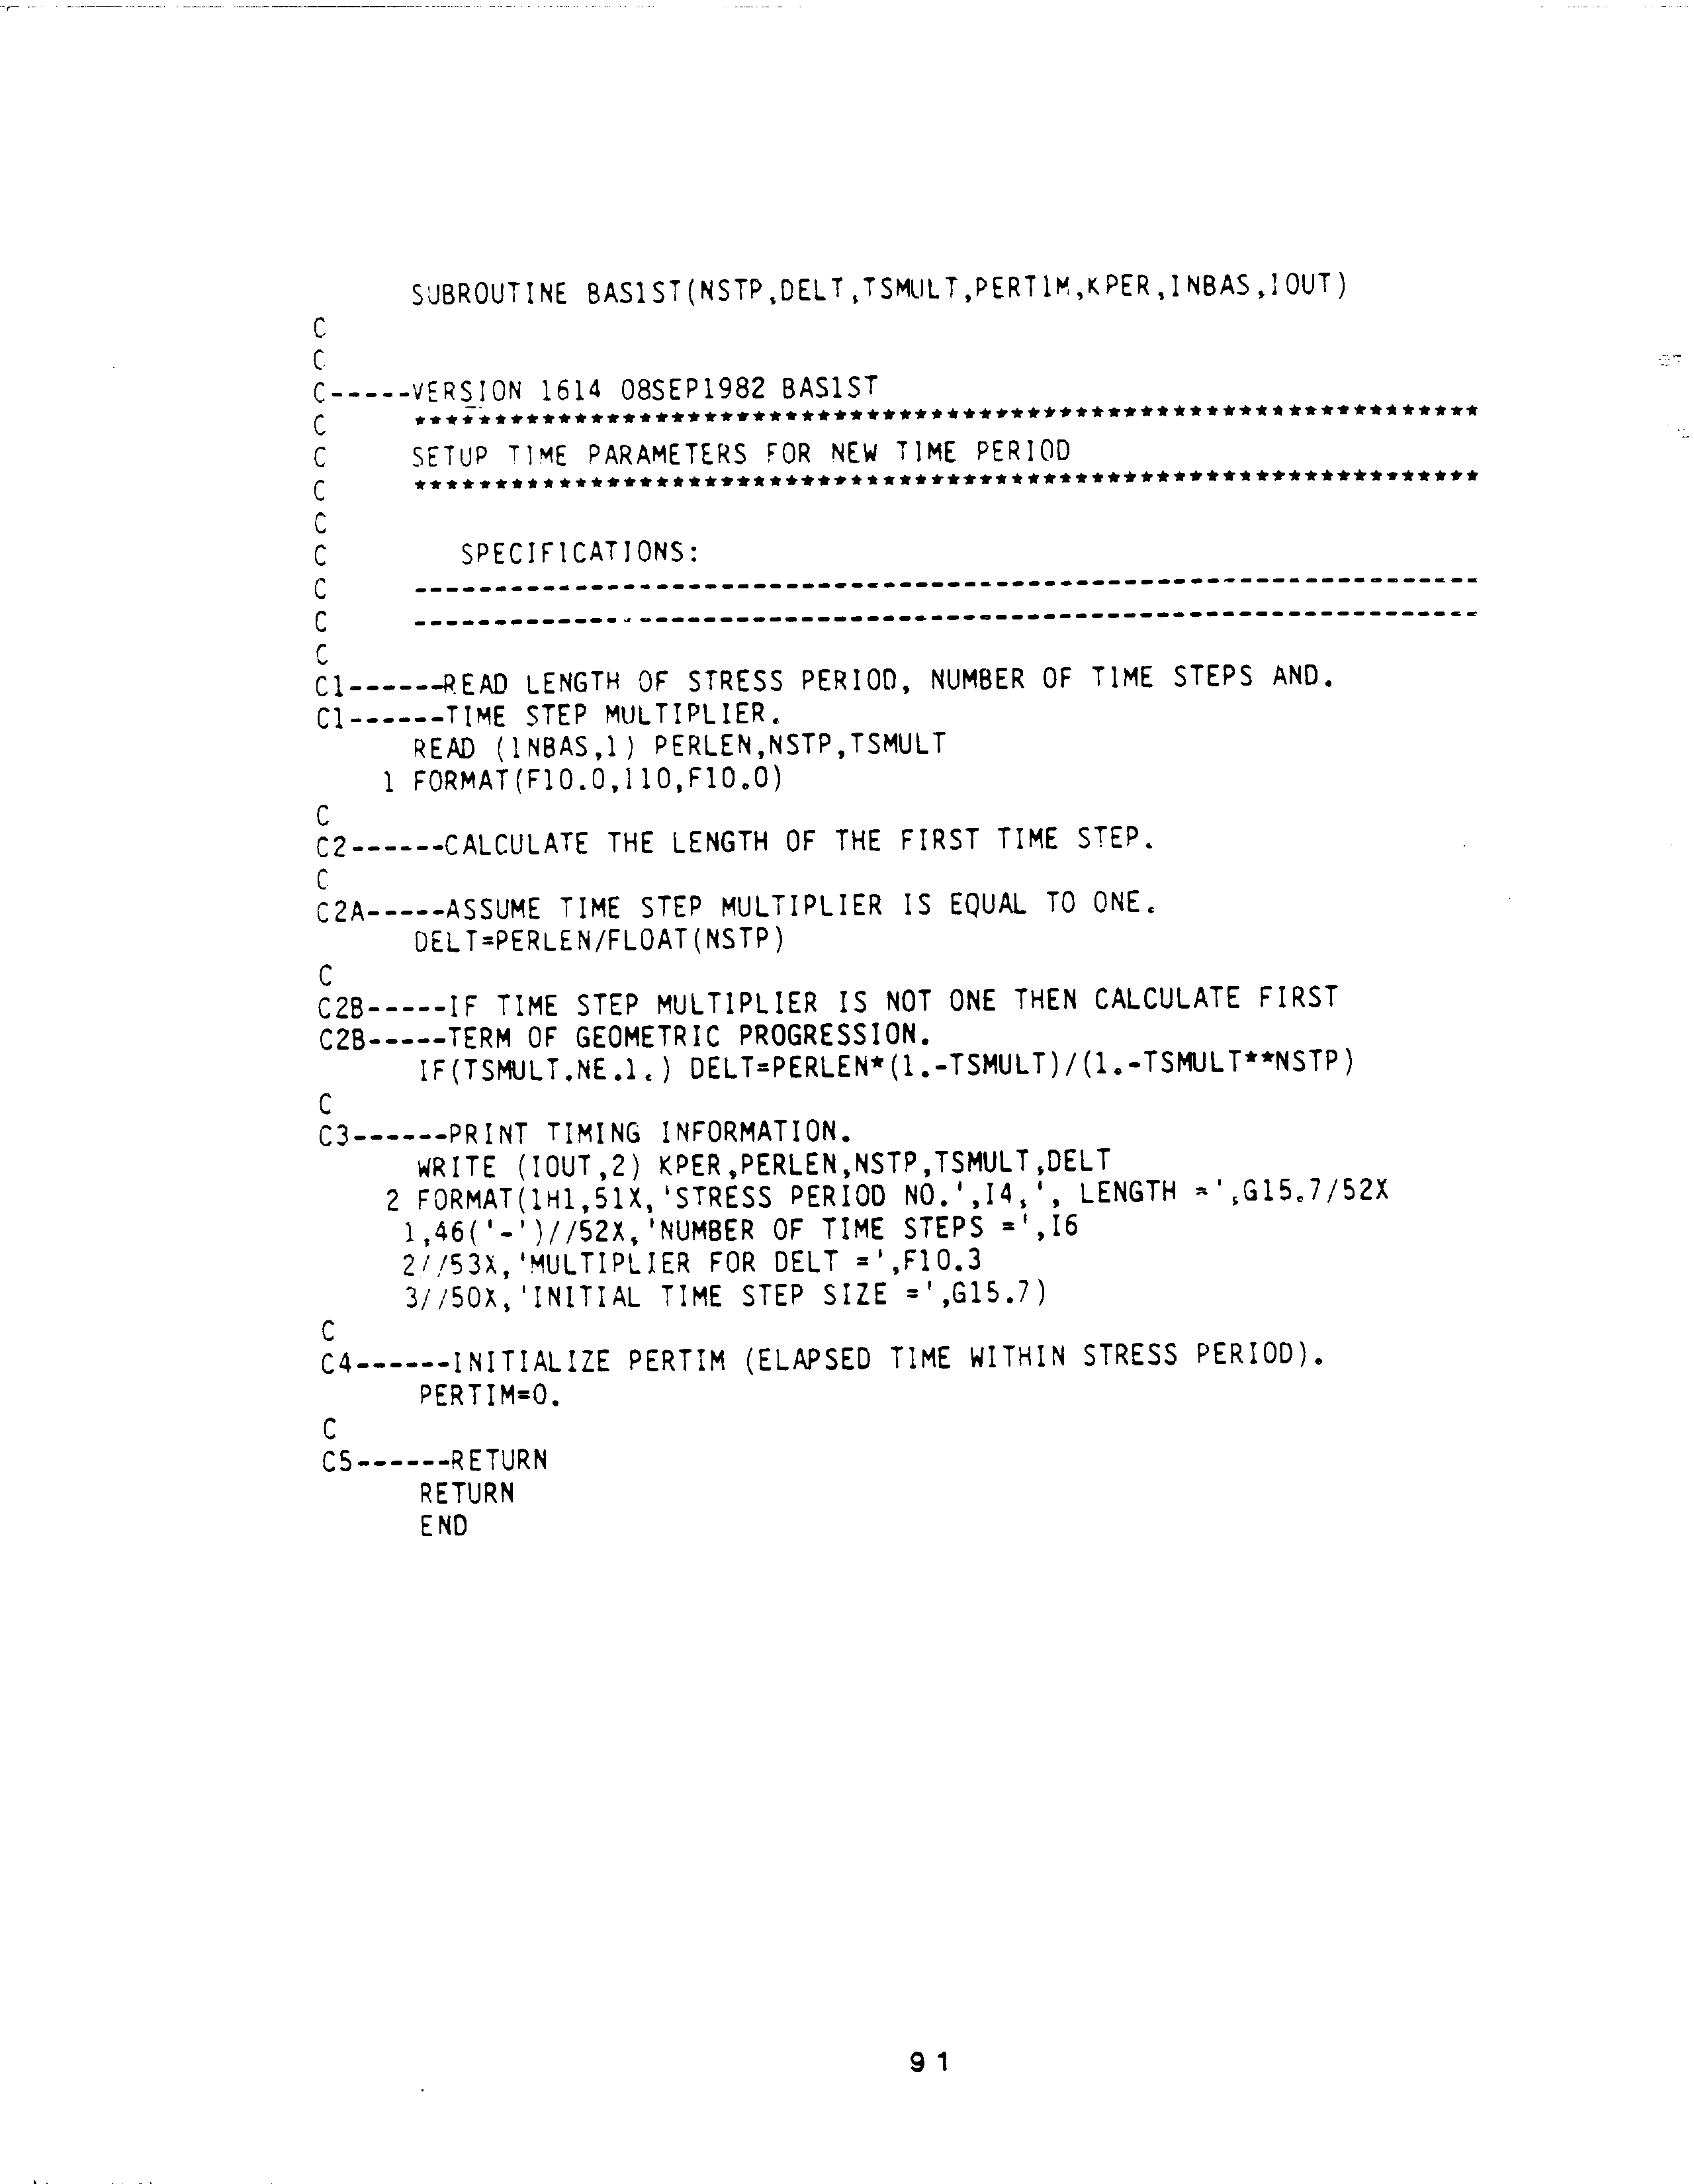 SUBROUTINE BAS1ST(NSTP,DELT,TSMULT,PERTIM,KPER,INBAS,IOUT)
C
C
C-----VERSION 1614 08SEP1982 BAS1ST
C     ******************************************************************
C     SETUP TIME PARAMETERS FOR NEW TIME PERIOD
C     ******************************************************************
C
C        SPECIFICATIONS:
C     ------------------------------------------------------------------
C     ------------------------------------------------------------------
C
C1------READ LENGTH OF STRESS PERIOD, NUMBER OF TIME STEPS AND.
C1------TIME STEP MULTIPLIER.
      READ (INBAS,1) PERLEN,NSTP,TSMULT
    1 FORMAT(F10.0,I10,F10.0)
C
C2------CALCULATE THE LENGTH OF THE FIRST TIME STEP.
C
C2A-----ASSUME TIME STEP MULTIPLIER IS EQUAL TO ONE.
      DELT=PERLEN/FLOAT(NSTP)
C
C2B-----IF TIME STEP MULTIPLIER IS NOT ONE THEN CALCULATE FIRST
C2B-----TERM OF GEOMETRIC PROGRESSION.
      IF(TSMULT.NE.1.) DELT=PERLEN*(1.-TSMULT)/(1.-TSMULT**NSTP)
C
C3------PRINT TIMING INFORMATION.
      WRITE (IOUT,2) KPER,PERLEN,NSTP,TSMULT,DELT
    2 FORMAT(1H1,51X,'STRESS PERIOD NO.',I4,', LENGTH =',G15.7/52X
     1,46('-')//52X,'NUMBER OF TIME STEPS =',I6
     2//53X,'MULTIPLIER FOR DELT =',F10.3
     3//50X,'INITIAL TIME STEP SIZE =',G15.7)
C
C4------INITIALIZE PERTIM (ELAPSED TIME WITHIN STRESS PERIOD).
      PERTIM=0.
C
C5------RETURN
      RETURN
      END
91